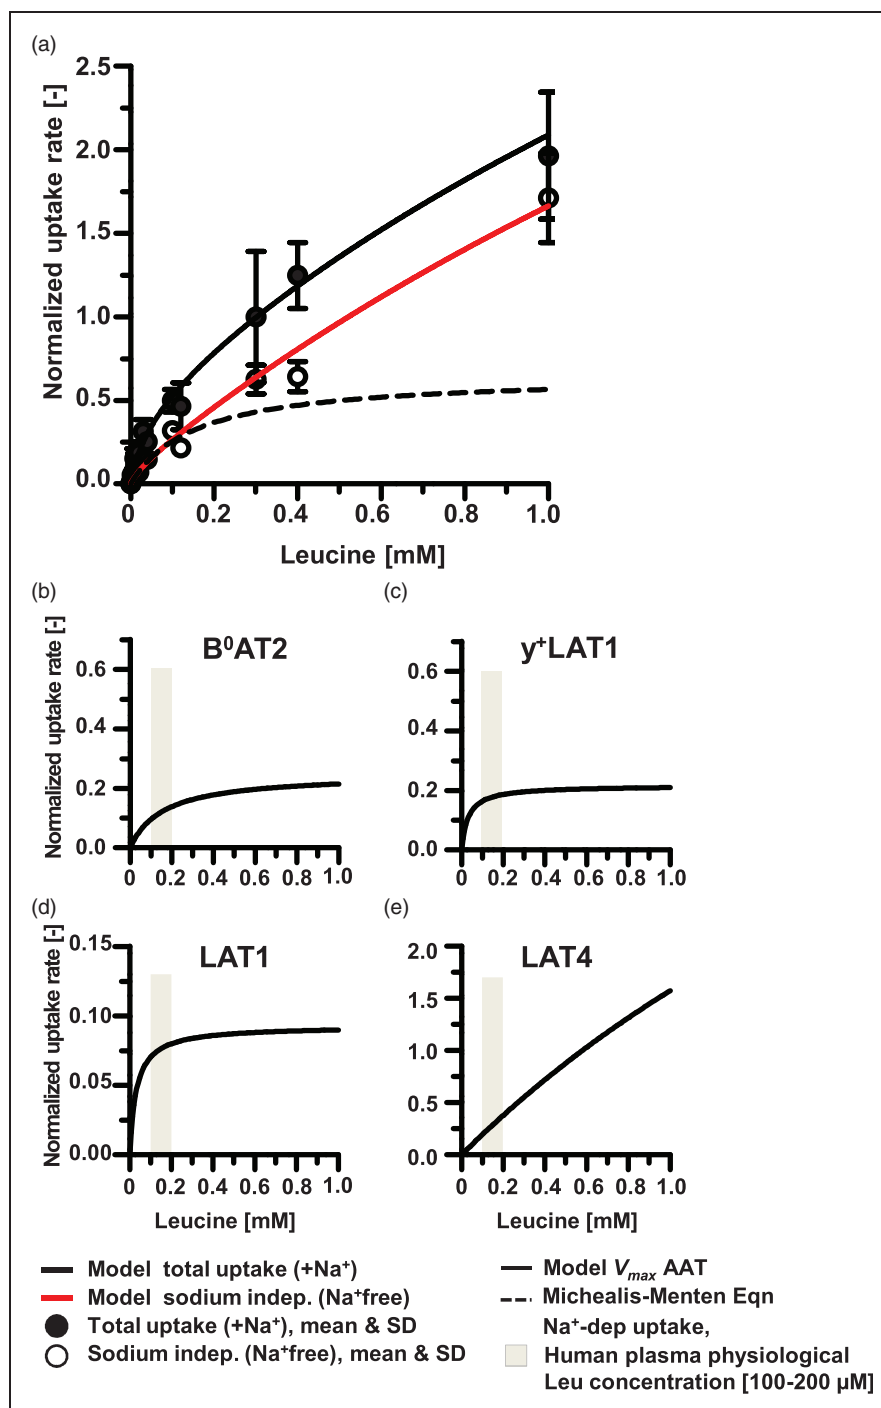 (a)
Normalized uptake rate [-]
2.5
2.0
1.5
1.0
0.5
0.0
0 0.2 0.4 0.6 0.8 1.0
Leucine [mM]
(b)
B⁰AT2
Normalized uptake rate [-]
0.6
0.4
0.2
0.0
0 0.2 0.4 0.6 0.8 1.0
(c)
y⁺LAT1
0.6
0.4
0.2
0.0
0 0.2 0.4 0.6 0.8 1.0
(d)
LAT1
Normalized uptake rate [-]
0.15
0.10
0.05
0.00
0 0.2 0.4 0.6 0.8 1.0
Leucine [mM]
(e)
LAT4
2.0
1.5
1.0
0.5
0.0
0 0.2 0.4 0.6 0.8 1.0
Leucine [mM]
Model total uptake (+Na⁺)
Model sodium indep. (Na⁺free)
Total uptake (+Na⁺), mean & SD
Sodium indep. (Na⁺free), mean & SD
Model Vmax AAT
Michealis-Menten Eqn
Na⁺-dep uptake,
Human plasma physiological
Leu concentration [100-200 µM]